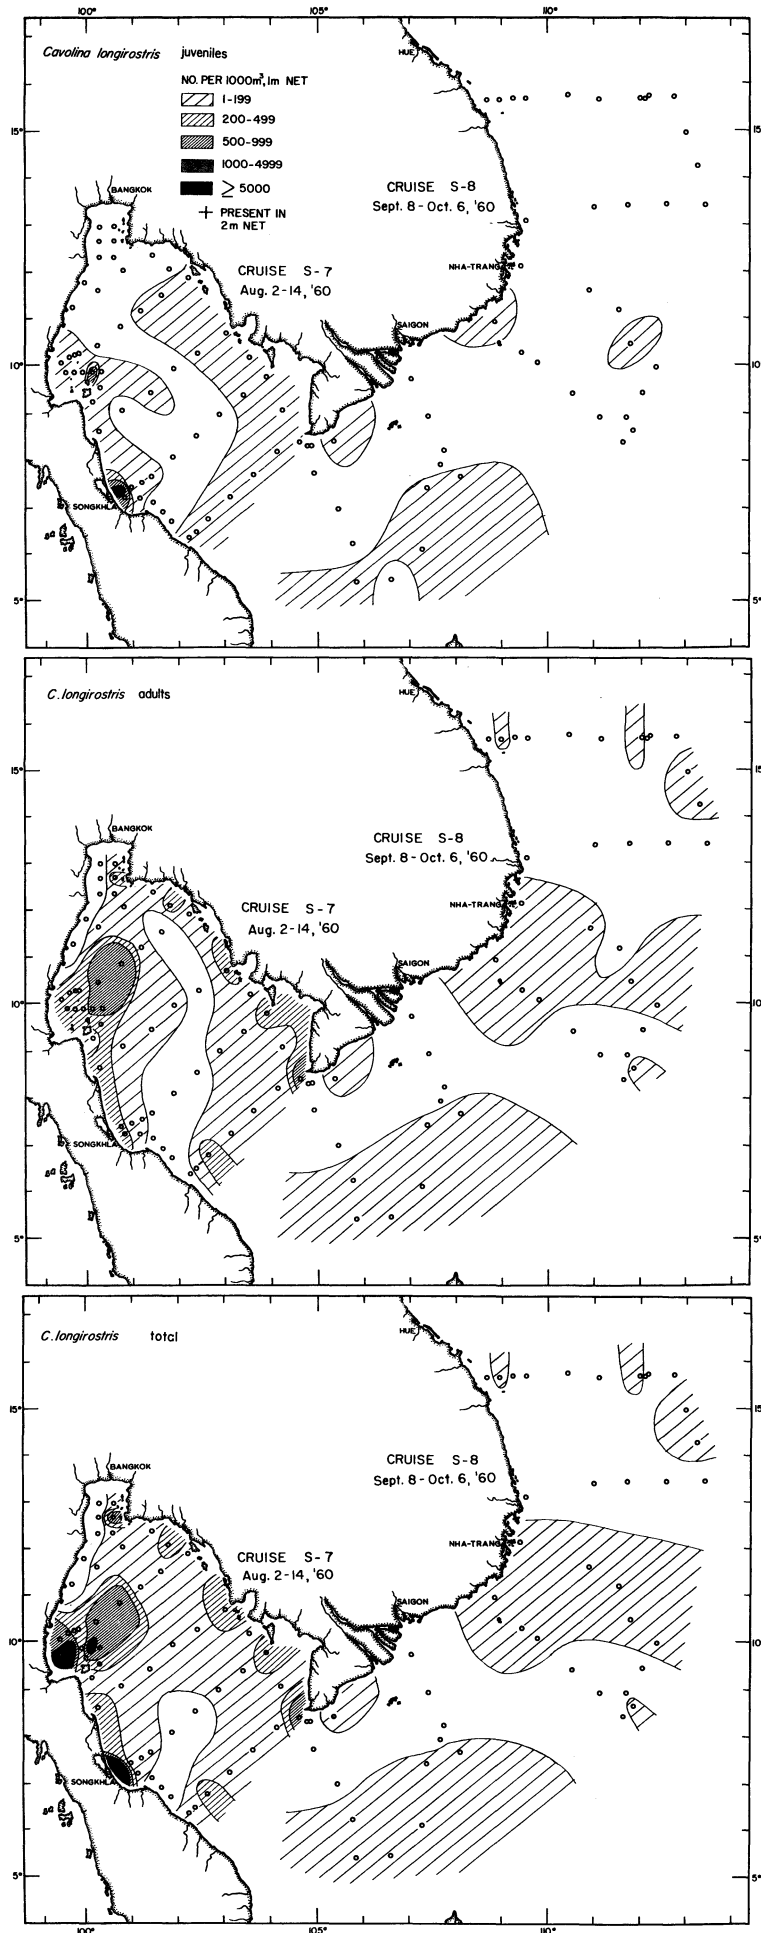 100° 105° 110°
Cavolina longirostris juveniles
HUE
NO. PER 1000m³, 1m NET
1-199
200-499
500-999
1000-4999
≥ 5000
+ PRESENT IN
2m NET
15°
BANGKOK
CRUISE S-8
Sept. 8-Oct. 6, '60
CRUISE S-7
Aug. 2-14, '60
NHA-TRANG
SAIGON
10° 10
SONGKHLA
5° 5°
C. longirostris adults
HUE
15°
BANGKOK
CRUISE S-8
Sept. 8-Oct. 6, '60
CRUISE S-7
Aug. 2-14, '60
NHA-TRANG
SAIGON
10° 10
SONGKHLA
5° 5°
C. longirostris total
HUE
15°
BANGKOK
CRUISE S-8
Sept. 8-Oct. 6, '60
CRUISE S-7
Aug. 2-14, '60
NHA-TRANG
SAIGON
10° 10
SONGKHLA
5° 5°
100° 105° 110°